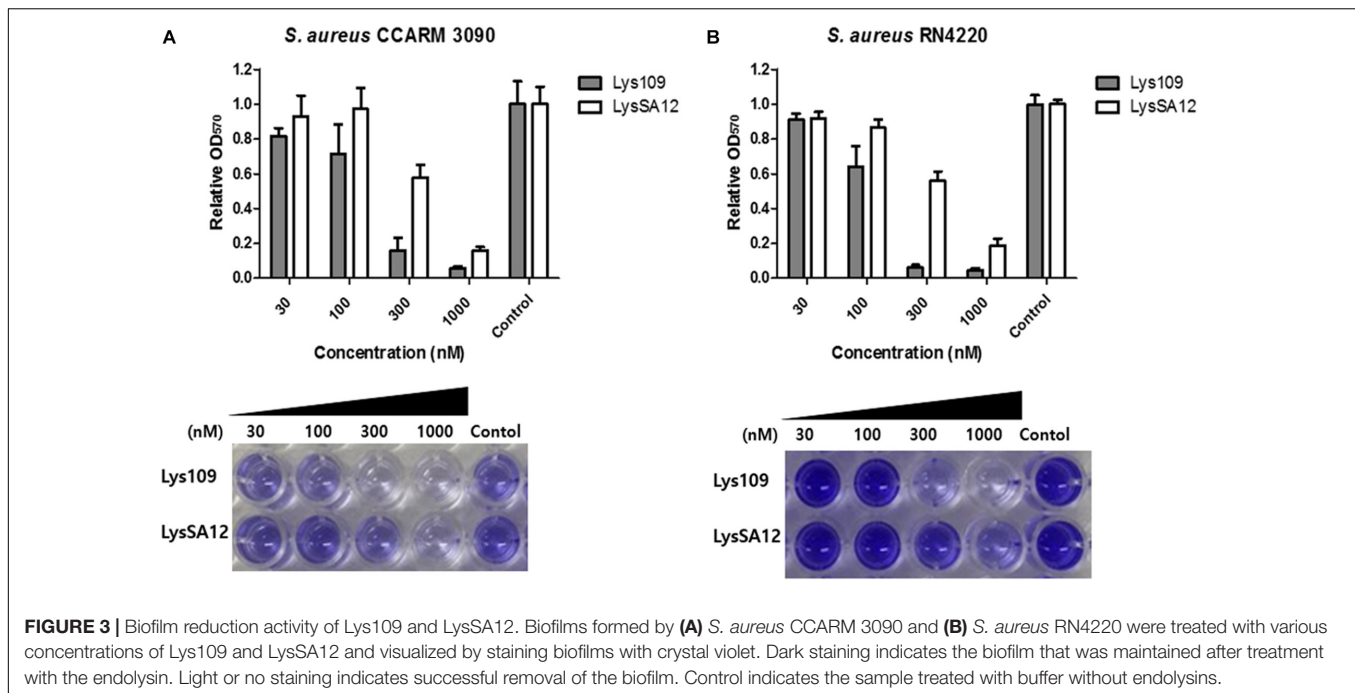 A
S. aureus CCARM 3090
1.2
1.0
0.8
0.6
0.4
0.2
0.0
Relative OD570
Lys109
LysSA12
30
100
300
1000
Control
Concentration (nM)
(nM) 30 100 300 1000 Contol
Lys109
LysSA12
B
S. aureus RN4220
1.2
1.0
0.8
0.6
0.4
0.2
0.0
Relative OD570
Lys109
LysSA12
30
100
300
1000
Control
Concentration (nM)
(nM) 30 100 300 1000 Contol
Lys109
LysSA12
FIGURE 3 | Biofilm reduction activity of Lys109 and LysSA12. Biofilms formed by (A) S. aureus CCARM 3090 and (B) S. aureus RN4220 were treated with various
concentrations of Lys109 and LysSA12 and visualized by staining biofilms with crystal violet. Dark staining indicates the biofilm that was maintained after treatment
with the endolysin. Light or no staining indicates successful removal of the biofilm. Control indicates the sample treated with buffer without endolysins.